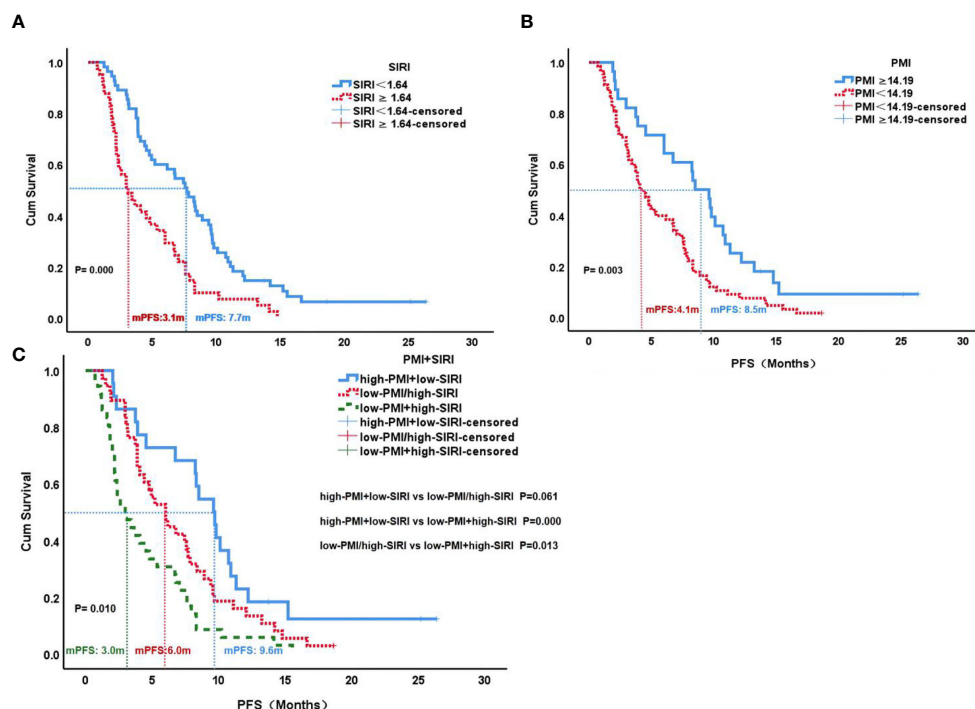 A
SIRI
SIRI<1.64
SIRI ≥ 1.64
SIRI<1.64-censored
SIRI ≥ 1.64-censored
Cum Survival
1.0
0.8
0.6
0.4
0.2
0.0
P= 0.000
mPFS:3.1m
mPFS: 7.7m
0 5 10 15 20 25 30
B
PMI
PMI ≥14.19
PMI<14.19
PMI<14.19-censored
PMI ≥14.19-censored
Cum Survival
1.0
0.8
0.6
0.4
0.2
0.0
P= 0.003
mPFS:4.1m
mPFS: 8.5m
0 5 10 15 20 25 30
PFS（Months）
C
PMI+SIRI
high-PMI+low-SIRI
low-PMI/high-SIRI
low-PMI+high-SIRI
high-PMI+low-SIRI-censored
low-PMI/high-SIRI-censored
low-PMI+high-SIRI-censored
high-PMI+low-SIRI vs low-PMI/high-SIRI P=0.061
high-PMI+low-SIRI vs low-PMI+high-SIRI P=0.000
low-PMI/high-SIRI vs low-PMI+high-SIRI P=0.013
Cum Survival
1.0
0.8
0.6
0.4
0.2
0.0
P= 0.010
mPFS: 3.0m
mPFS:6.0m
mPFS: 9.6m
0 5 10 15 20 25 30
PFS（Months）